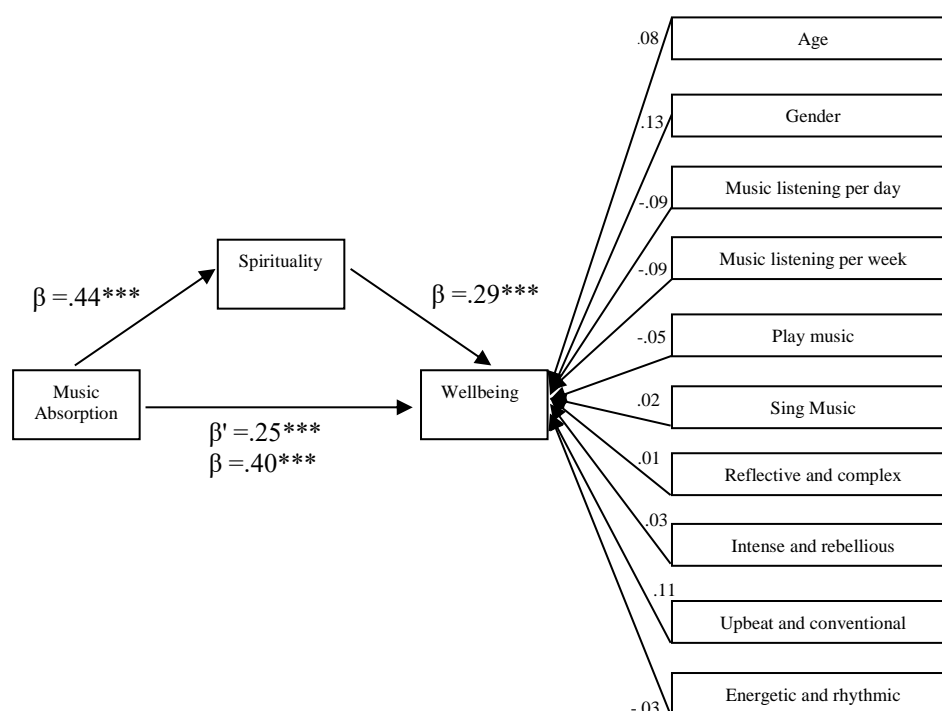 .08
Age
.13
Gender
-.09
Music listening per day
-.09
Music listening per week
Spirituality
β =.44***
β =.29***
-.05
Play music
Music
Absorption
Wellbeing
.02
Sing Music
β' =.25***
β =.40***
.01
Reflective and complex
.03
Intense and rebellious
.11
Upbeat and conventional
-.03
Energetic and rhythmic